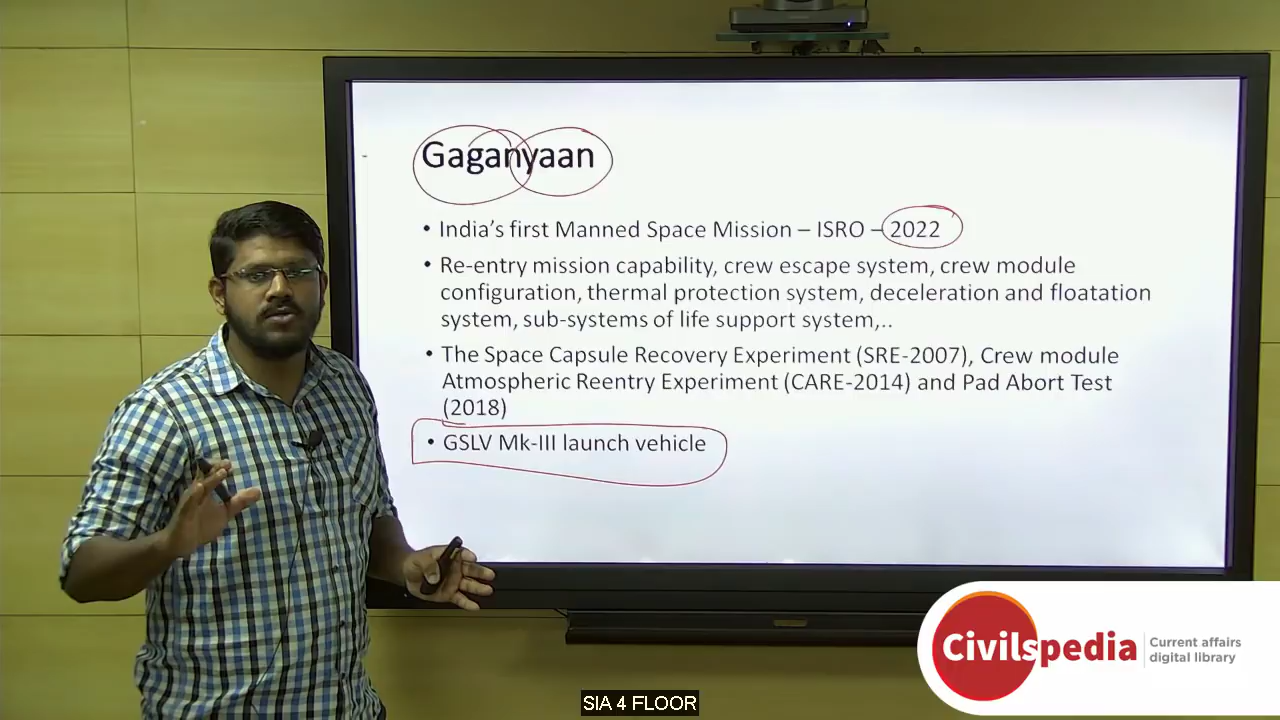 Gaganyaan
• India's first Manned Space Mission – ISRO – 2022
• Re-entry mission capability, crew escape system, crew module
configuration, thermal protection system, deceleration and floatation
system, sub-systems of life support system,..
• The Space Capsule Recovery Experiment (SRE-2007), Crew module
Atmospheric Reentry Experiment (CARE-2014) and Pad Abort Test
(2018)
• GSLV Mk-III launch vehicle
Civilspedia
Current affairs
digital library
SIA 4 FLOOR